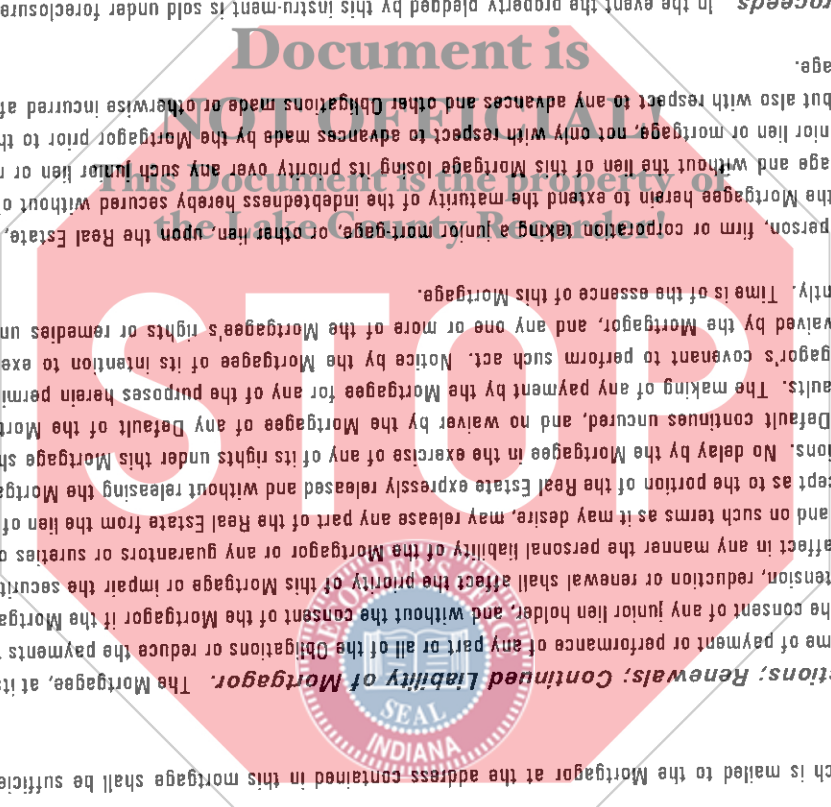 ch is mailed to the Mortgagor at the address contained in this mortgage shall be sufficie
ctions; Renewals; Continued Liability of Mortgagor. The Mortgagee, at its
me of payment or performance of any part or all of the Obligations or reduce the payments
he consent of any junior lien holder, and without the consent of the Mortgagor if the Mortga
tension, reduction or renewal shall affect the priority of this Mortgage or impair the securit
affect in any manner the personal liability of the Mortgagor or any guarantors or sureties o
and on such terms as it may desire, may release any part of the Real Estate from the lien of
cept as to the portion of the Real Estate expressly released and without releasing the Mortga
ions. No delay by the Mortgagee in the exercise of any of its rights under this Mortgage sh
Default continues uncured, and no waiver by the Mortgagee of any Default of the Mort
aults. The making of any payment by the Mortgagee for any of the purposes herein permi
gagor's covenant to perform such act. Notice by the Mortgagee of its intention to exe
waived by the Mortgagor, and any one or more of the Mortgagee's rights or remedies un
ntly. Time is of the essence of this Mortgage.
person, firm or corporation taking a junior mort-gage, or other lien, upon the Real Estate,
the Mortgagee herein to extend the maturity of the indebtedness hereby secured without o
age and without the lien of this Mortgage losing its priority over any such junior lien or
nior lien or mortgage, not only with respect to advances made by the Mortgagor prior to th
but also with respect to any advances and other Obligations made or otherwise incurred af
age.
roceeds In the event the property pledged by this instru-ment is sold under foreclosure
Document is
NOT OFFICIAL!
This Document is the property of
the Lake County Recorder!
STOP
RECORDER'S OFFICE
SEAL
INDIANA